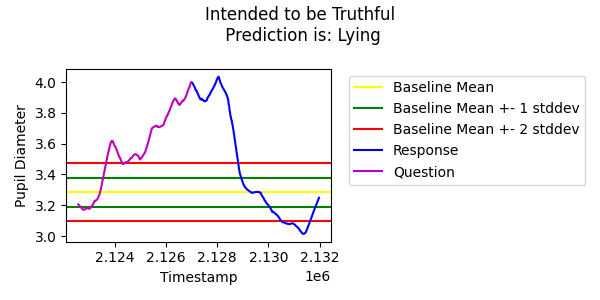 Intended to be Truthful
Prediction is: Lying
4.0
3.8
3.6
3.4
3.2
3.0
Pupil Diameter
2.124
2.126
2.128
2.130
2.132
1e6
Timestamp
Baseline Mean
Baseline Mean +- 1 stddev
Baseline Mean +- 2 stddev
Response
Question